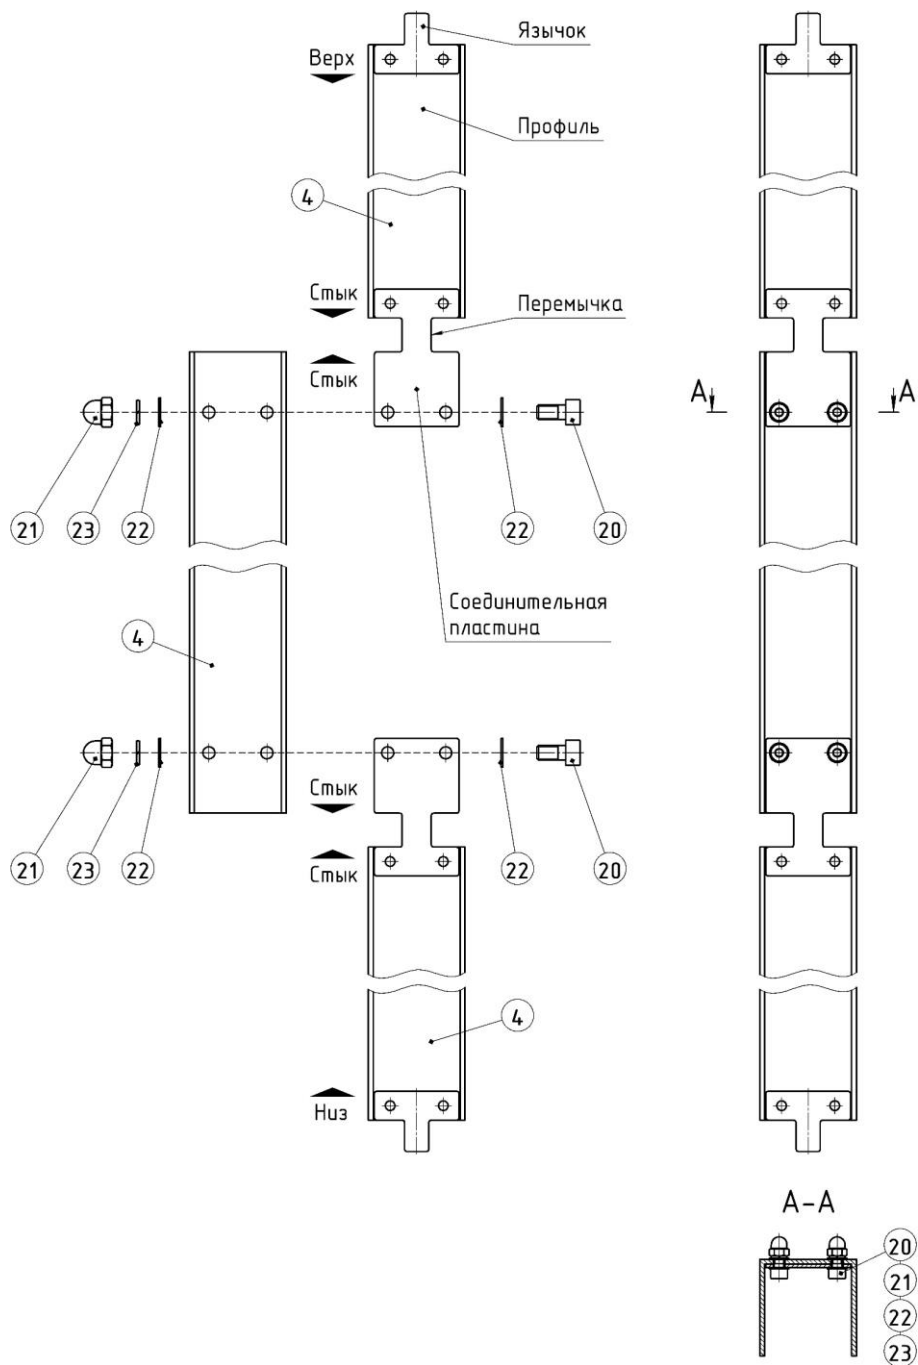 Язычок
Верх
Профиль
4
Стык
Перемычка
Стык
А
А
21
23
22
22
20
Соединительная
пластина
4
Стык
21
23
22
Стык
22
20
4
Низ
А-А
20
21
22
23